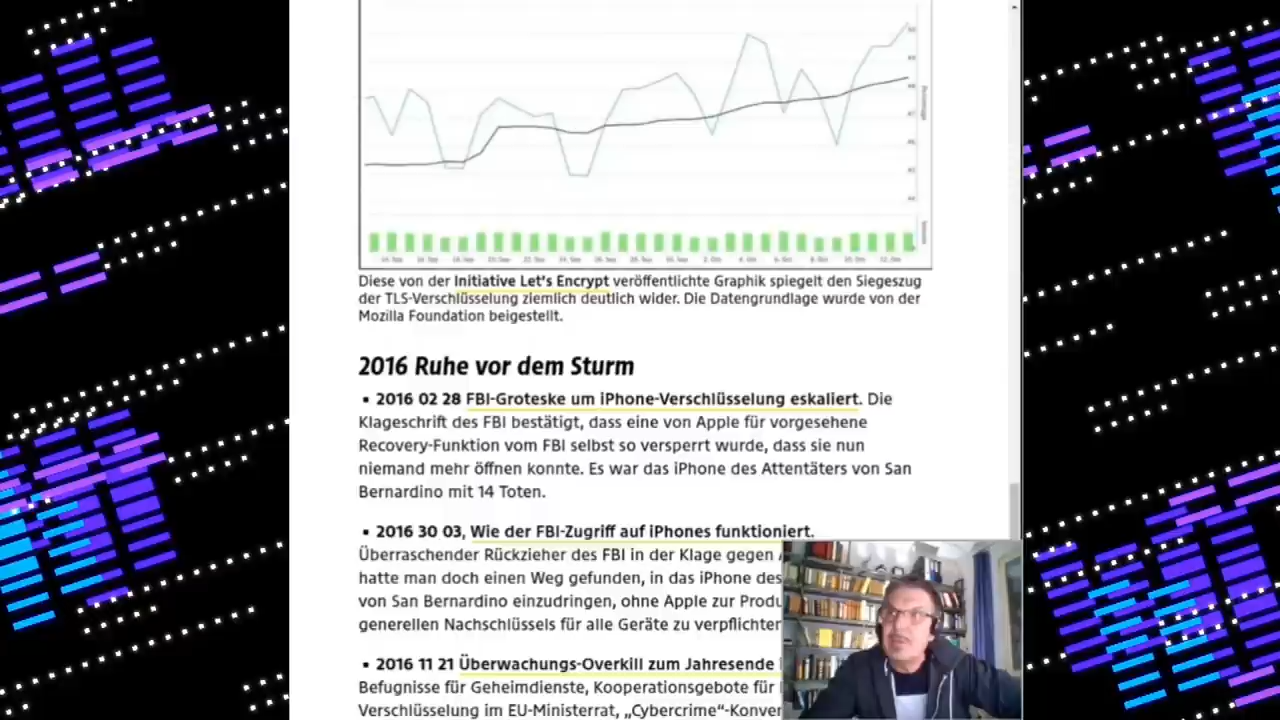 Diese von der Initiative Let's Encrypt veröffentlichte Graphik spiegelt den Siegeszug
der TLS-Verschlüsselung ziemlich deutlich wider. Die Datengrundlage wurde von der
Mozilla Foundation beigestellt.
2016 Ruhe vor dem Sturm
▪ 2016 02 28 FBI-Groteske um iPhone-Verschlüsselung eskaliert. Die
Klageschrift des FBI bestätigt, dass eine von Apple für vorgesehene
Recovery-Funktion vom FBI selbst so versperrt wurde, dass sie nun
niemand mehr öffnen konnte. Es war das iPhone des Attentäters von San
Bernardino mit 14 Toten.
▪ 2016 30 03, Wie der FBI-Zugriff auf iPhones funktioniert.
Überraschender Rückzieher des FBI in der Klage gegen
hatte man doch einen Weg gefunden, in das iPhone des
von San Bernardino einzudringen, ohne Apple zur Produ
generellen Nachschlüssels für alle Geräte zu verpflichter
▪ 2016 11 21 Überwachungs-Overkill zum Jahresende
Befugnisse für Geheimdienste, Kooperationsgebote für
Verschlüsselung im EU-Ministerrat, „Cybercrime“-Konver